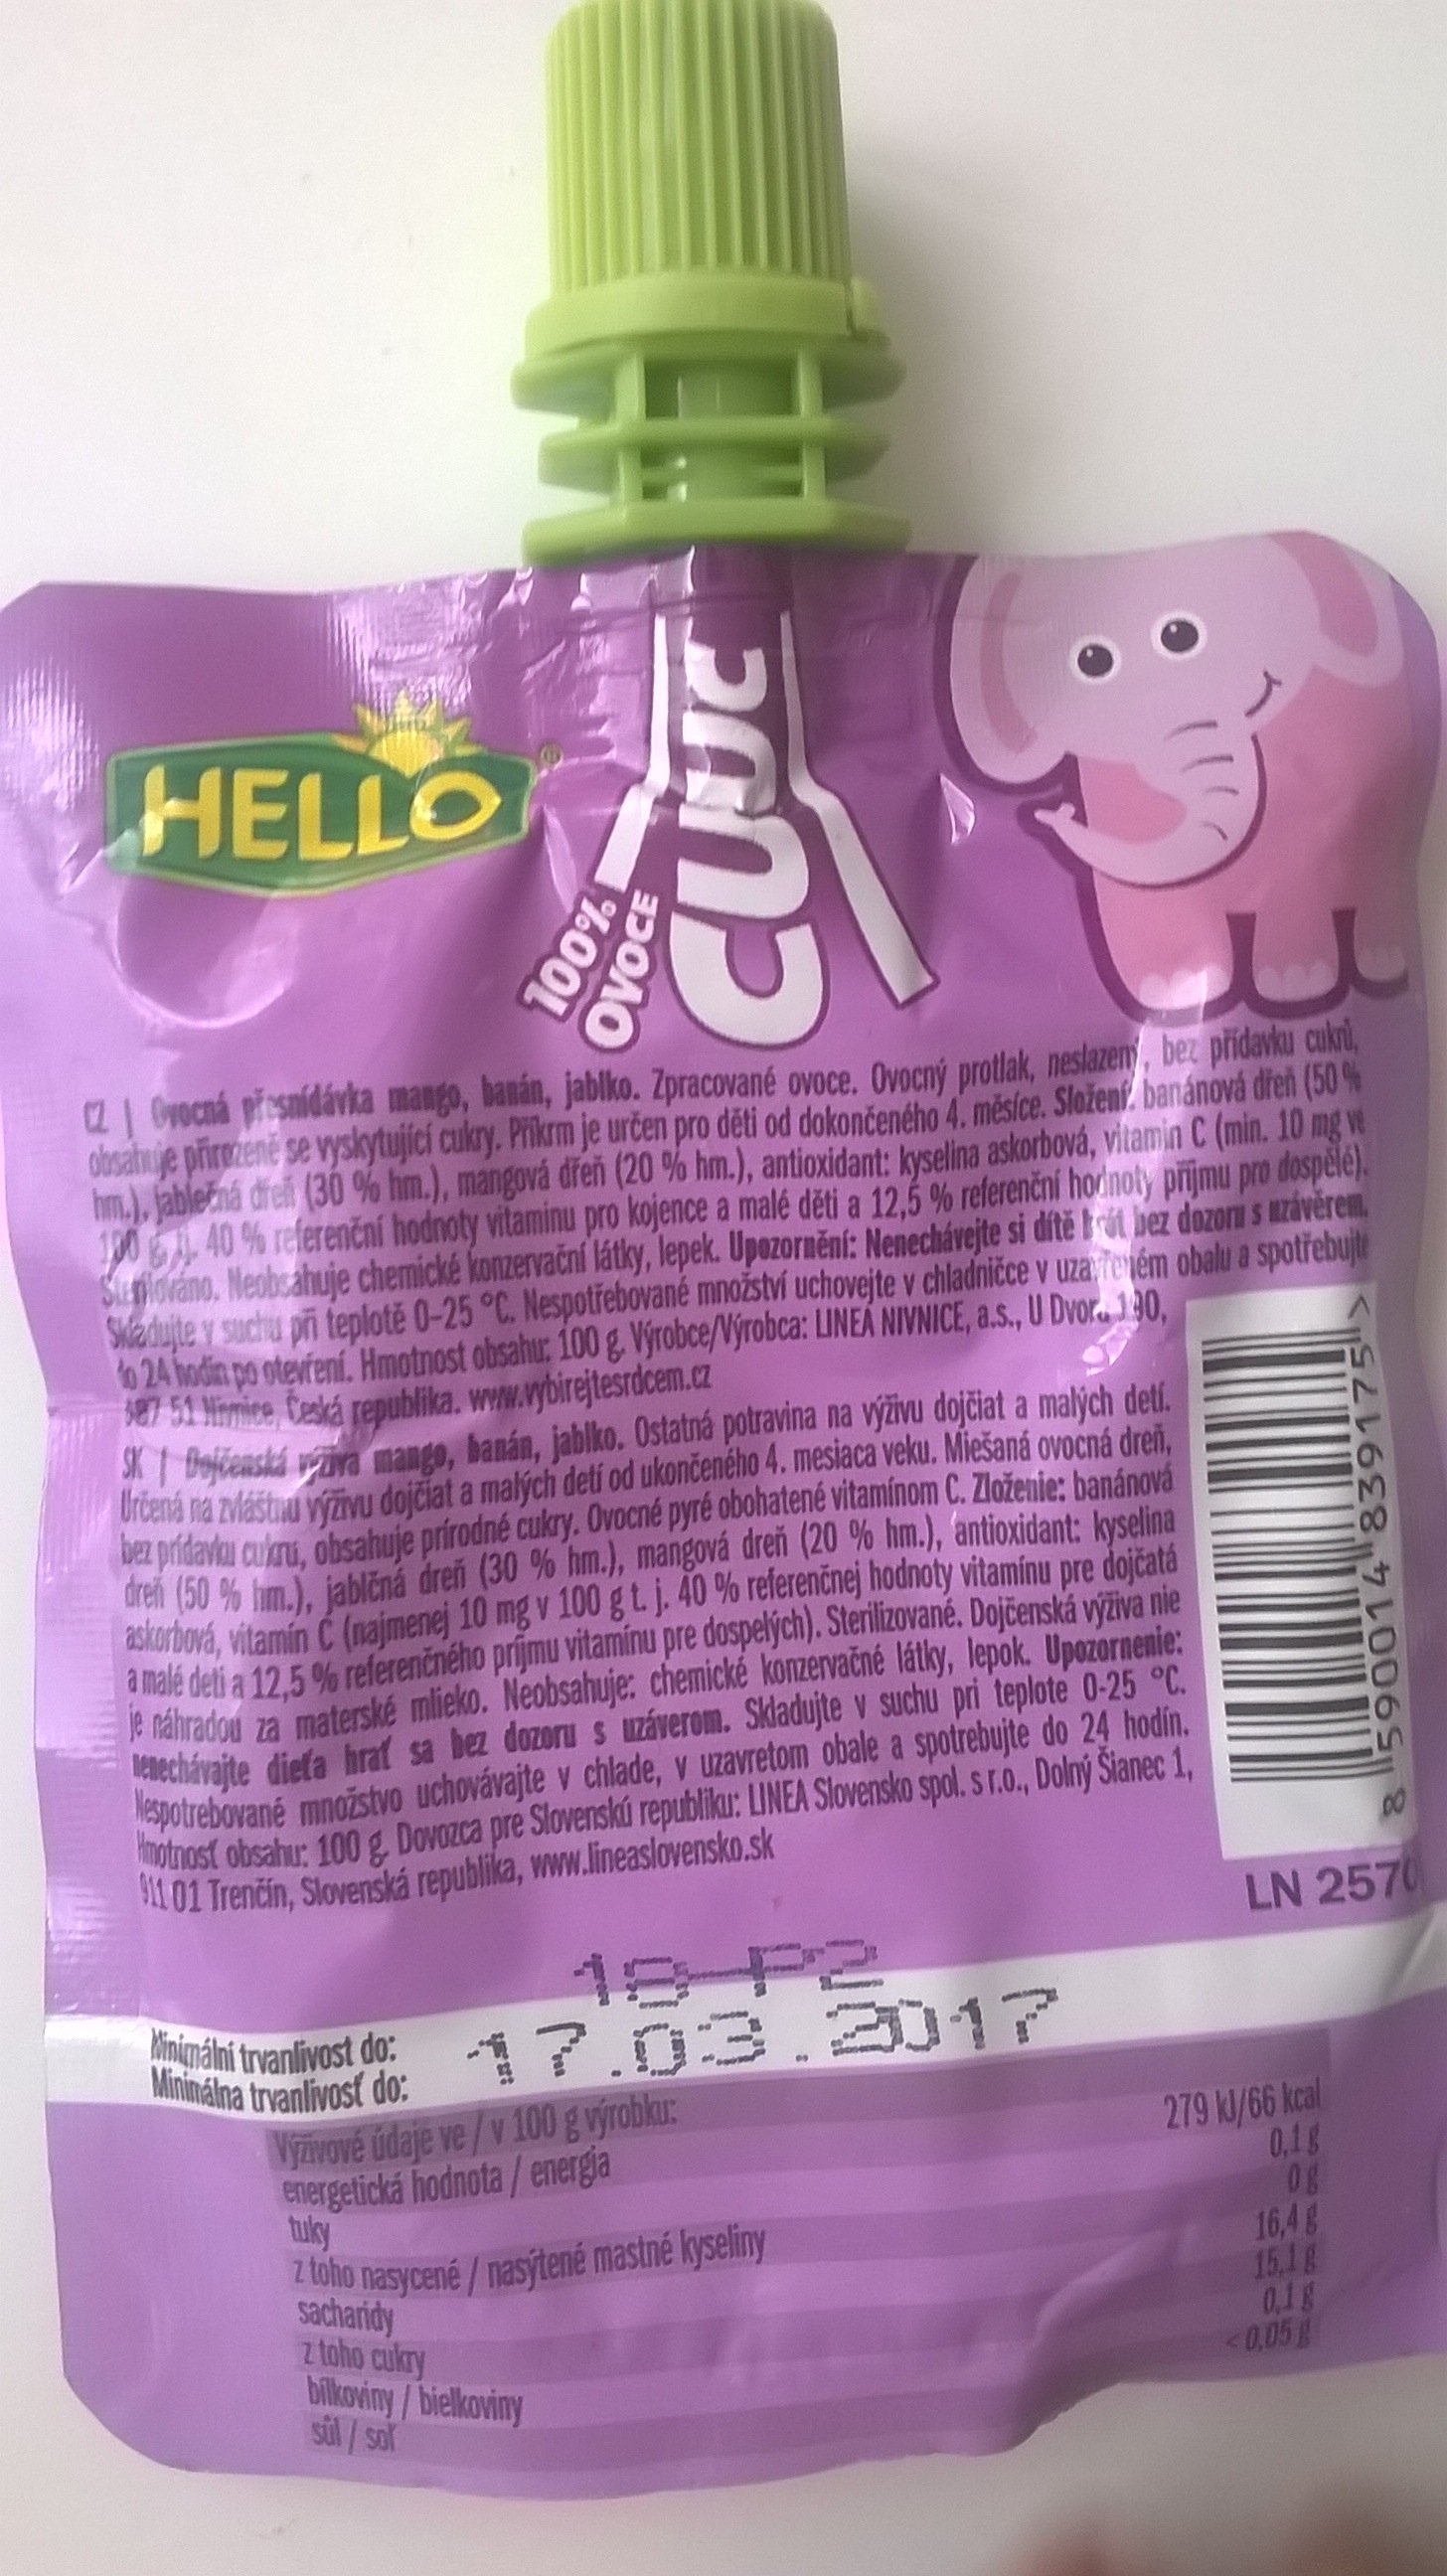 HELLO®
100%
OVOCE
CUC
CZ | Ovocná přesnídávka mango, banán, jablko. Zpracované ovoce. Ovocný protlak, neslazený, bez přídavku cukrů,
obsahuje přirozeně se vyskytující cukry. Příkrm je určen pro děti od dokončeného 4. měsíce. Složení: banánová dřeň (50 %
hm.), jablečná dřeň (30 % hm.), mangová dřeň (20 % hm.), antioxidant: kyselina askorbová, vitamin C (min. 10 mg ve
100 g, tj. 40 % referenční hodnoty vitaminu pro kojence a malé děti a 12,5 % referenční hodnoty příjmu pro dospělé).
Sterilováno. Neobsahuje chemické konzervační látky, lepek. Upozornění: Nenechávejte si dítě hrát bez dozoru s uzávěrem.
Skladujte v suchu při teplotě 0-25 °C. Nespotřebované množství uchovejte v chladničce v uzavřeném obalu a spotřebujte
do 24 hodin po otevření. Hmotnost obsahu: 100 g. Výrobce/Výrobca: LINEA NIVNICE, a.s., U Dvora 190,
687 51 Nivnice, Česká republika. www.vybirejtesrdcem.cz
SK | Dojčenská výživa mango, banán, jablko. Ostatná potravina na výživu dojčiat a malých detí.
Určená na zvláštnu výživu dojčiat a malých detí od ukončeného 4. mesiaca veku. Miešaná ovocná dreň,
bez prídavku cukru, obsahuje prírodné cukry. Ovocné pyré obohatené vitamínom C. Zloženie: banánová
dreň (50 % hm.), jablčná dreň (30 % hm.), mangová dreň (20 % hm.), antioxidant: kyselina
askorbová, vitamín C (najmenej 10 mg v 100 g t. j. 40 % referenčnej hodnoty vitamínu pre dojčatá
a malé deti a 12,5 % referenčného príjmu vitamínu pre dospelých). Sterilizované. Dojčenská výživa nie
je náhradou za materské mlieko. Neobsahuje: chemické konzervačné látky, lepok. Upozornenie:
nenechávajte dieťa hrať sa bez dozoru s uzáverom. Skladujte v suchu pri teplote 0-25 °C.
Nespotrebované množstvo uchovávajte v chlade, v uzavretom obale a spotrebujte do 24 hodín.
Hmotnosť obsahu: 100 g. Dovozca pre Slovenskú republiku: LINEA Slovensko spol. s r.o., Dolný Šianec 1,
911 01 Trenčín, Slovenská republika, www.lineaslovensko.sk
8 590014 839175 >
LN 2570
18 P2
Minimální trvanlivost do:
Minimálna trvanlivosť do:
17.03.2017
Výživové údaje ve / v 100 g výrobku:
energetická hodnota / energia 279 kJ/66 kcal
tuky 0,1 g
z toho nasycené / nasýtené mastné kyseliny 0 g
sacharidy 16,4 g
z toho cukry 15,1 g
bílkoviny / bielkoviny 0,1 g
sůl / soľ <0,05 g